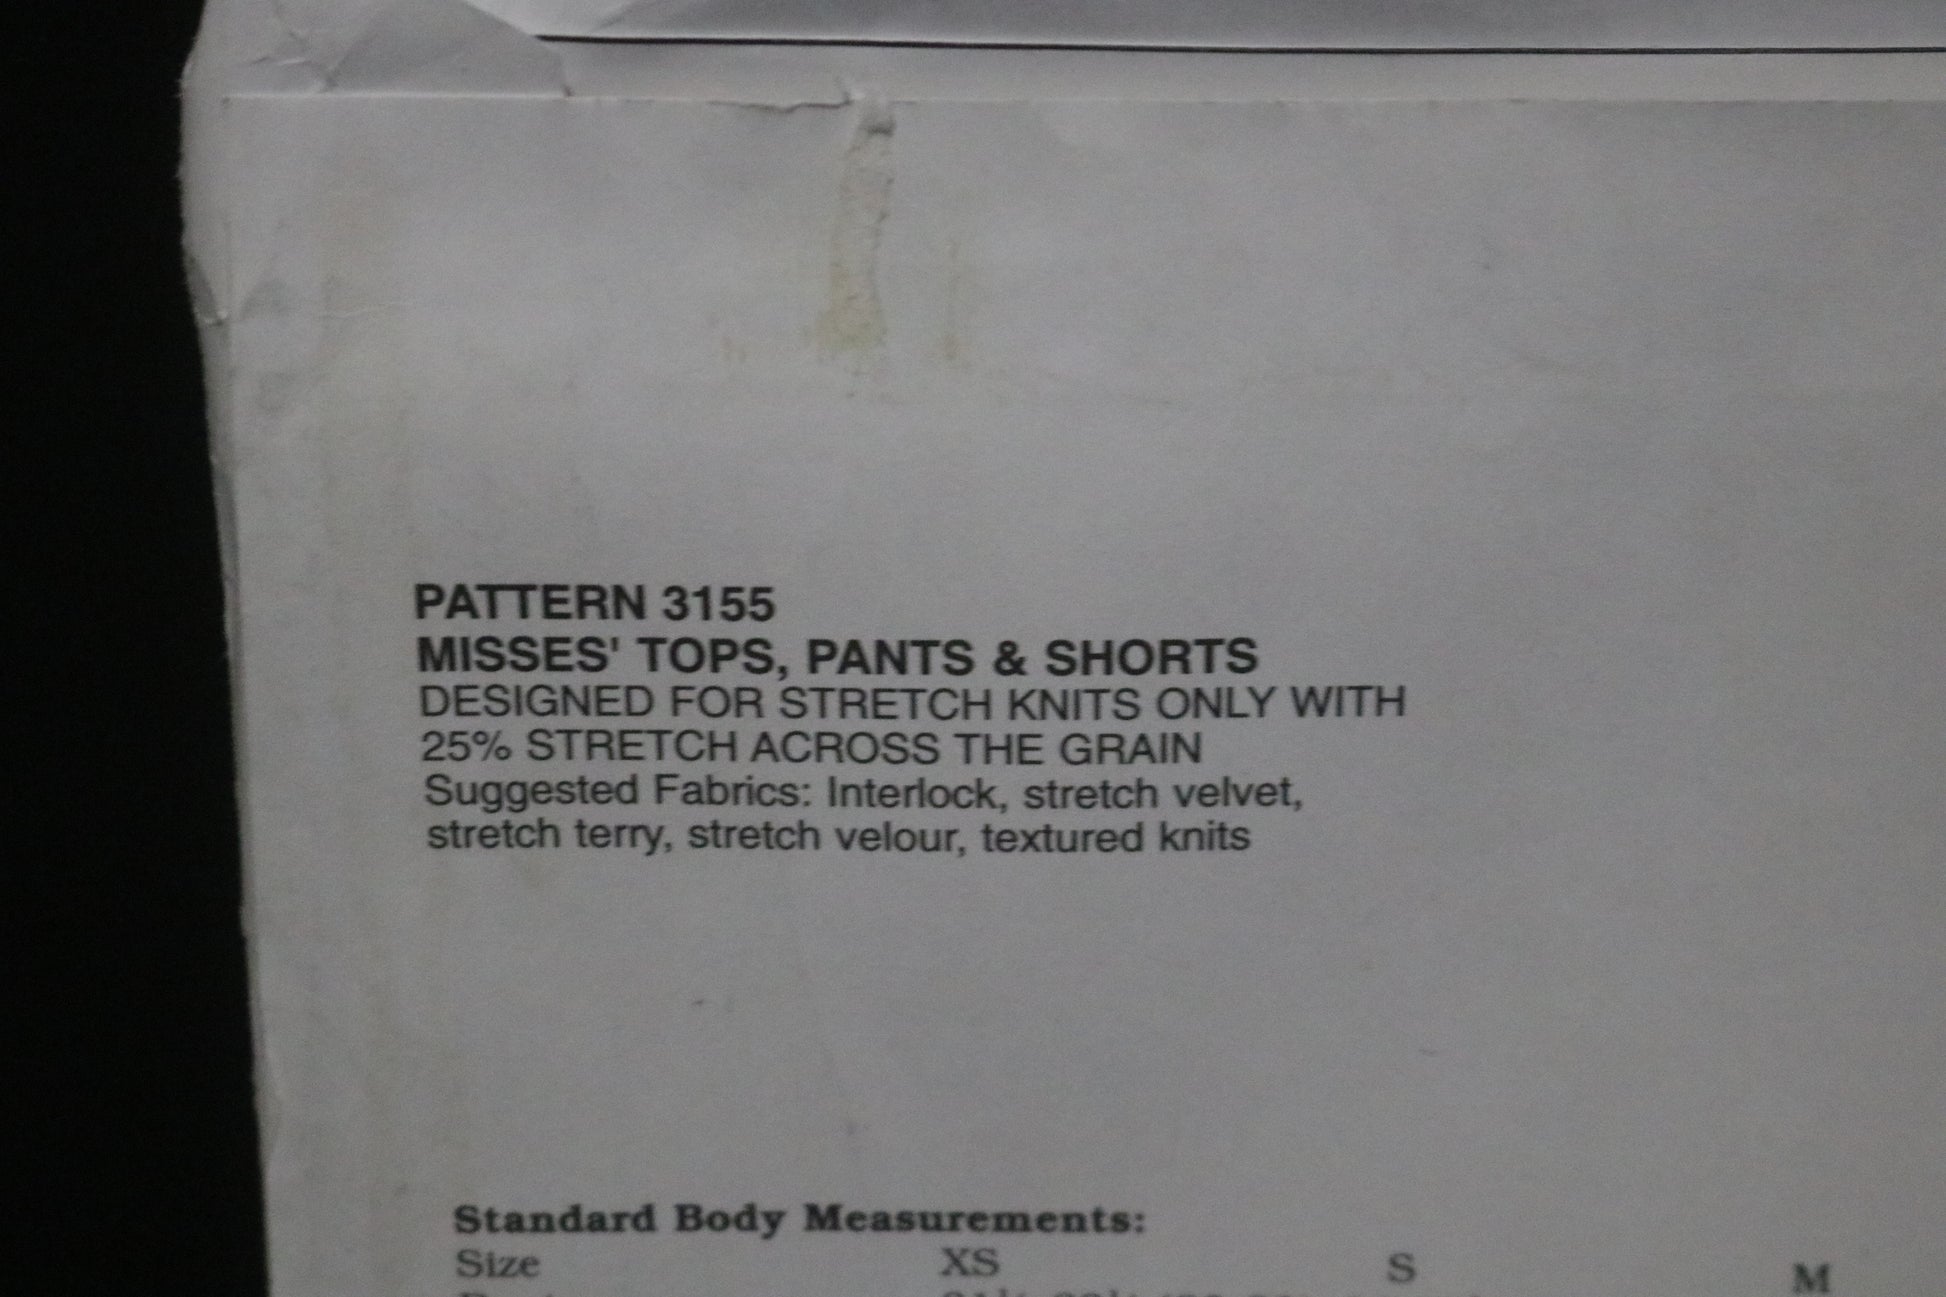 PATTERN 3155
MISSES' TOPS, PANTS & SHORTS
DESIGNED FOR STRETCH KNITS ONLY WITH
25% STRETCH ACROSS THE GRAIN
Suggested Fabrics: Interlock, stretch velvet,
stretch terry, stretch velour, textured knits
Standard Body Measurements:
Size XS S M